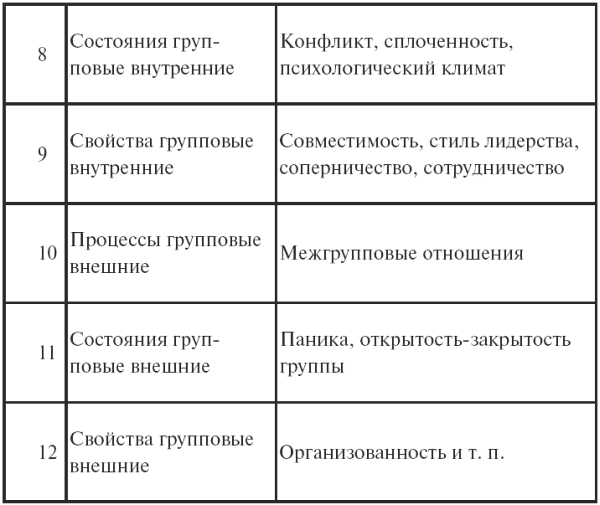 8
Состояния груп-
повые внутренние
Конфликт, сплоченность,
психологический климат
9
Свойства групповые
внутренние
Совместимость, стиль лидерства,
соперничество, сотрудничество
10
Процессы групповые
внешние
Межгрупповые отношения
11
Состояния груп-
повые внешние
Паника, открытость-закрытость
группы
12
Свойства групповые
внешние
Организованность и т. п.